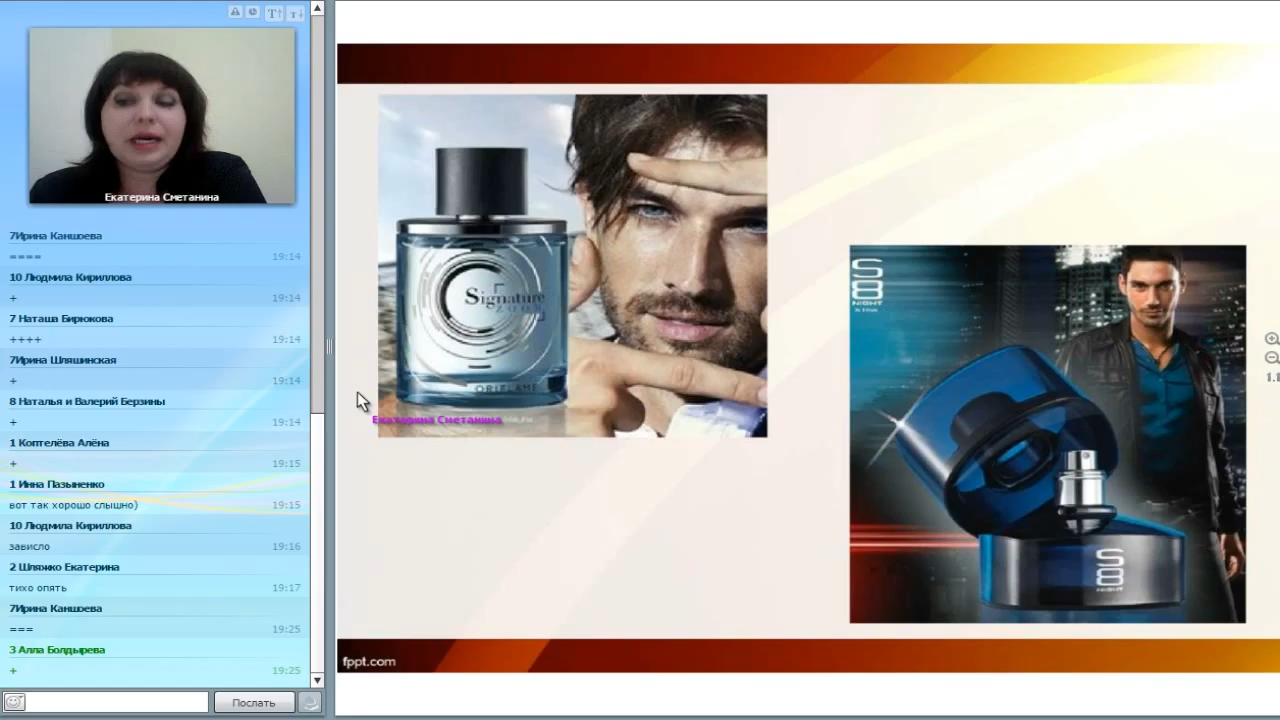 Екатерина Сметанина
7Ирина Каншоева
==== 19:14
10 Людмила Кириллова
+ 19:14
7 Наташа Бирюкова
++++ 19:14
7Ирина Шляшинская
+ 19:14
8 Наталья и Валерий Берзины
+ 19:14
1 Коптелёва Алёна
+ 19:15
1 Инна Пазыненко
вот так хорошо слышно) 19:15
10 Людмила Кириллова
зависло 19:16
2 Шляжко Екатерина
тихо опять 19:17
7Ирина Каншоева
=== 19:25
3 Алла Болдырева
+ 19:25
Послать
Signature
ZOOM
ORIFLAME
Екатерина Сметанина
S8
NIGHT
S8
NIGHT
fppt.com